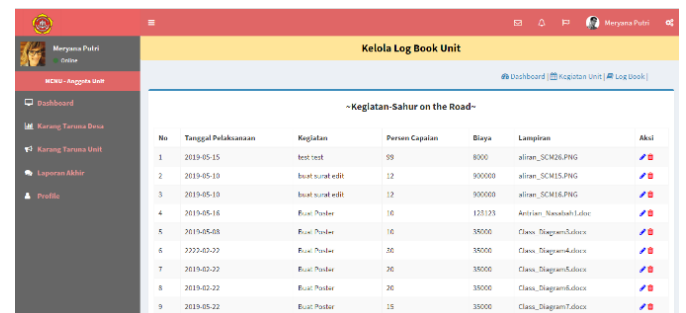 Meryana Putri
Meryana Putri
Online
Kelola Log Book Unit
MENU - Anggota Unit
Dashboard | Kegiatan Unit | Log Book |
Dashboard
Karang Taruna Desa
Karang Taruna Unit
Laporan Akhir
Profile
~Kegiatan-Sahur on the Road~
No Tanggal Pelaksanaan Kegiatan Persen Capaian Biaya Lampiran Aksi
1 2019-05-15 test test 99 8000 aliran_SCM26.PNG
2 2019-05-10 buat surat edit 12 900000 aliran_SCM15.PNG
3 2019-05-10 buat surat edit 12 900000 aliran_SCM16.PNG
4 2019-05-16 Buat Poster 10 123123 Antrian_Nasabah1.doc
5 2019-05-08 Buat Poster 10 35000 Class_Diagram3.docx
6 2222-02-22 Buat Poster 30 35000 Class_Diagram4.docx
7 2019-02-22 Buat Poster 20 35000 Class_Diagram5.docx
8 2019-02-22 Buat Poster 20 35000 Class_Diagram6.docx
9 2019-05-22 Buat Poster 15 35000 Class_Diagram7.docx